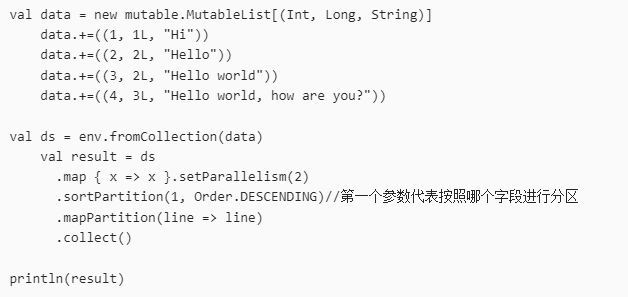 val data = new mutable.MutableList[(Int, Long, String)]
    data.+=((1, 1L, "Hi"))
    data.+=((2, 2L, "Hello"))
    data.+=((3, 2L, "Hello world"))
    data.+=((4, 3L, "Hello world, how are you?"))

val ds = env.fromCollection(data)
    val result = ds
      .map { x => x }.setParallelism(2)
      .sortPartition(1, Order.DESCENDING)//第一个参数代表按照哪个字段进行分区
      .mapPartition(line => line)
      .collect()

println(result)